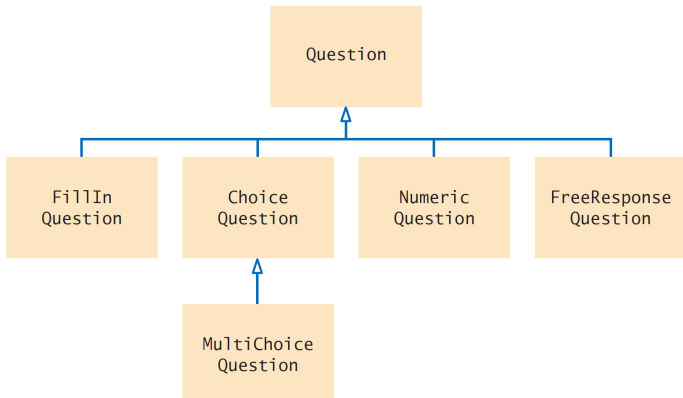 Question
FillIn
Question
Choice
Question
Numeric
Question
FreeResponse
Question
MultiChoice
Question